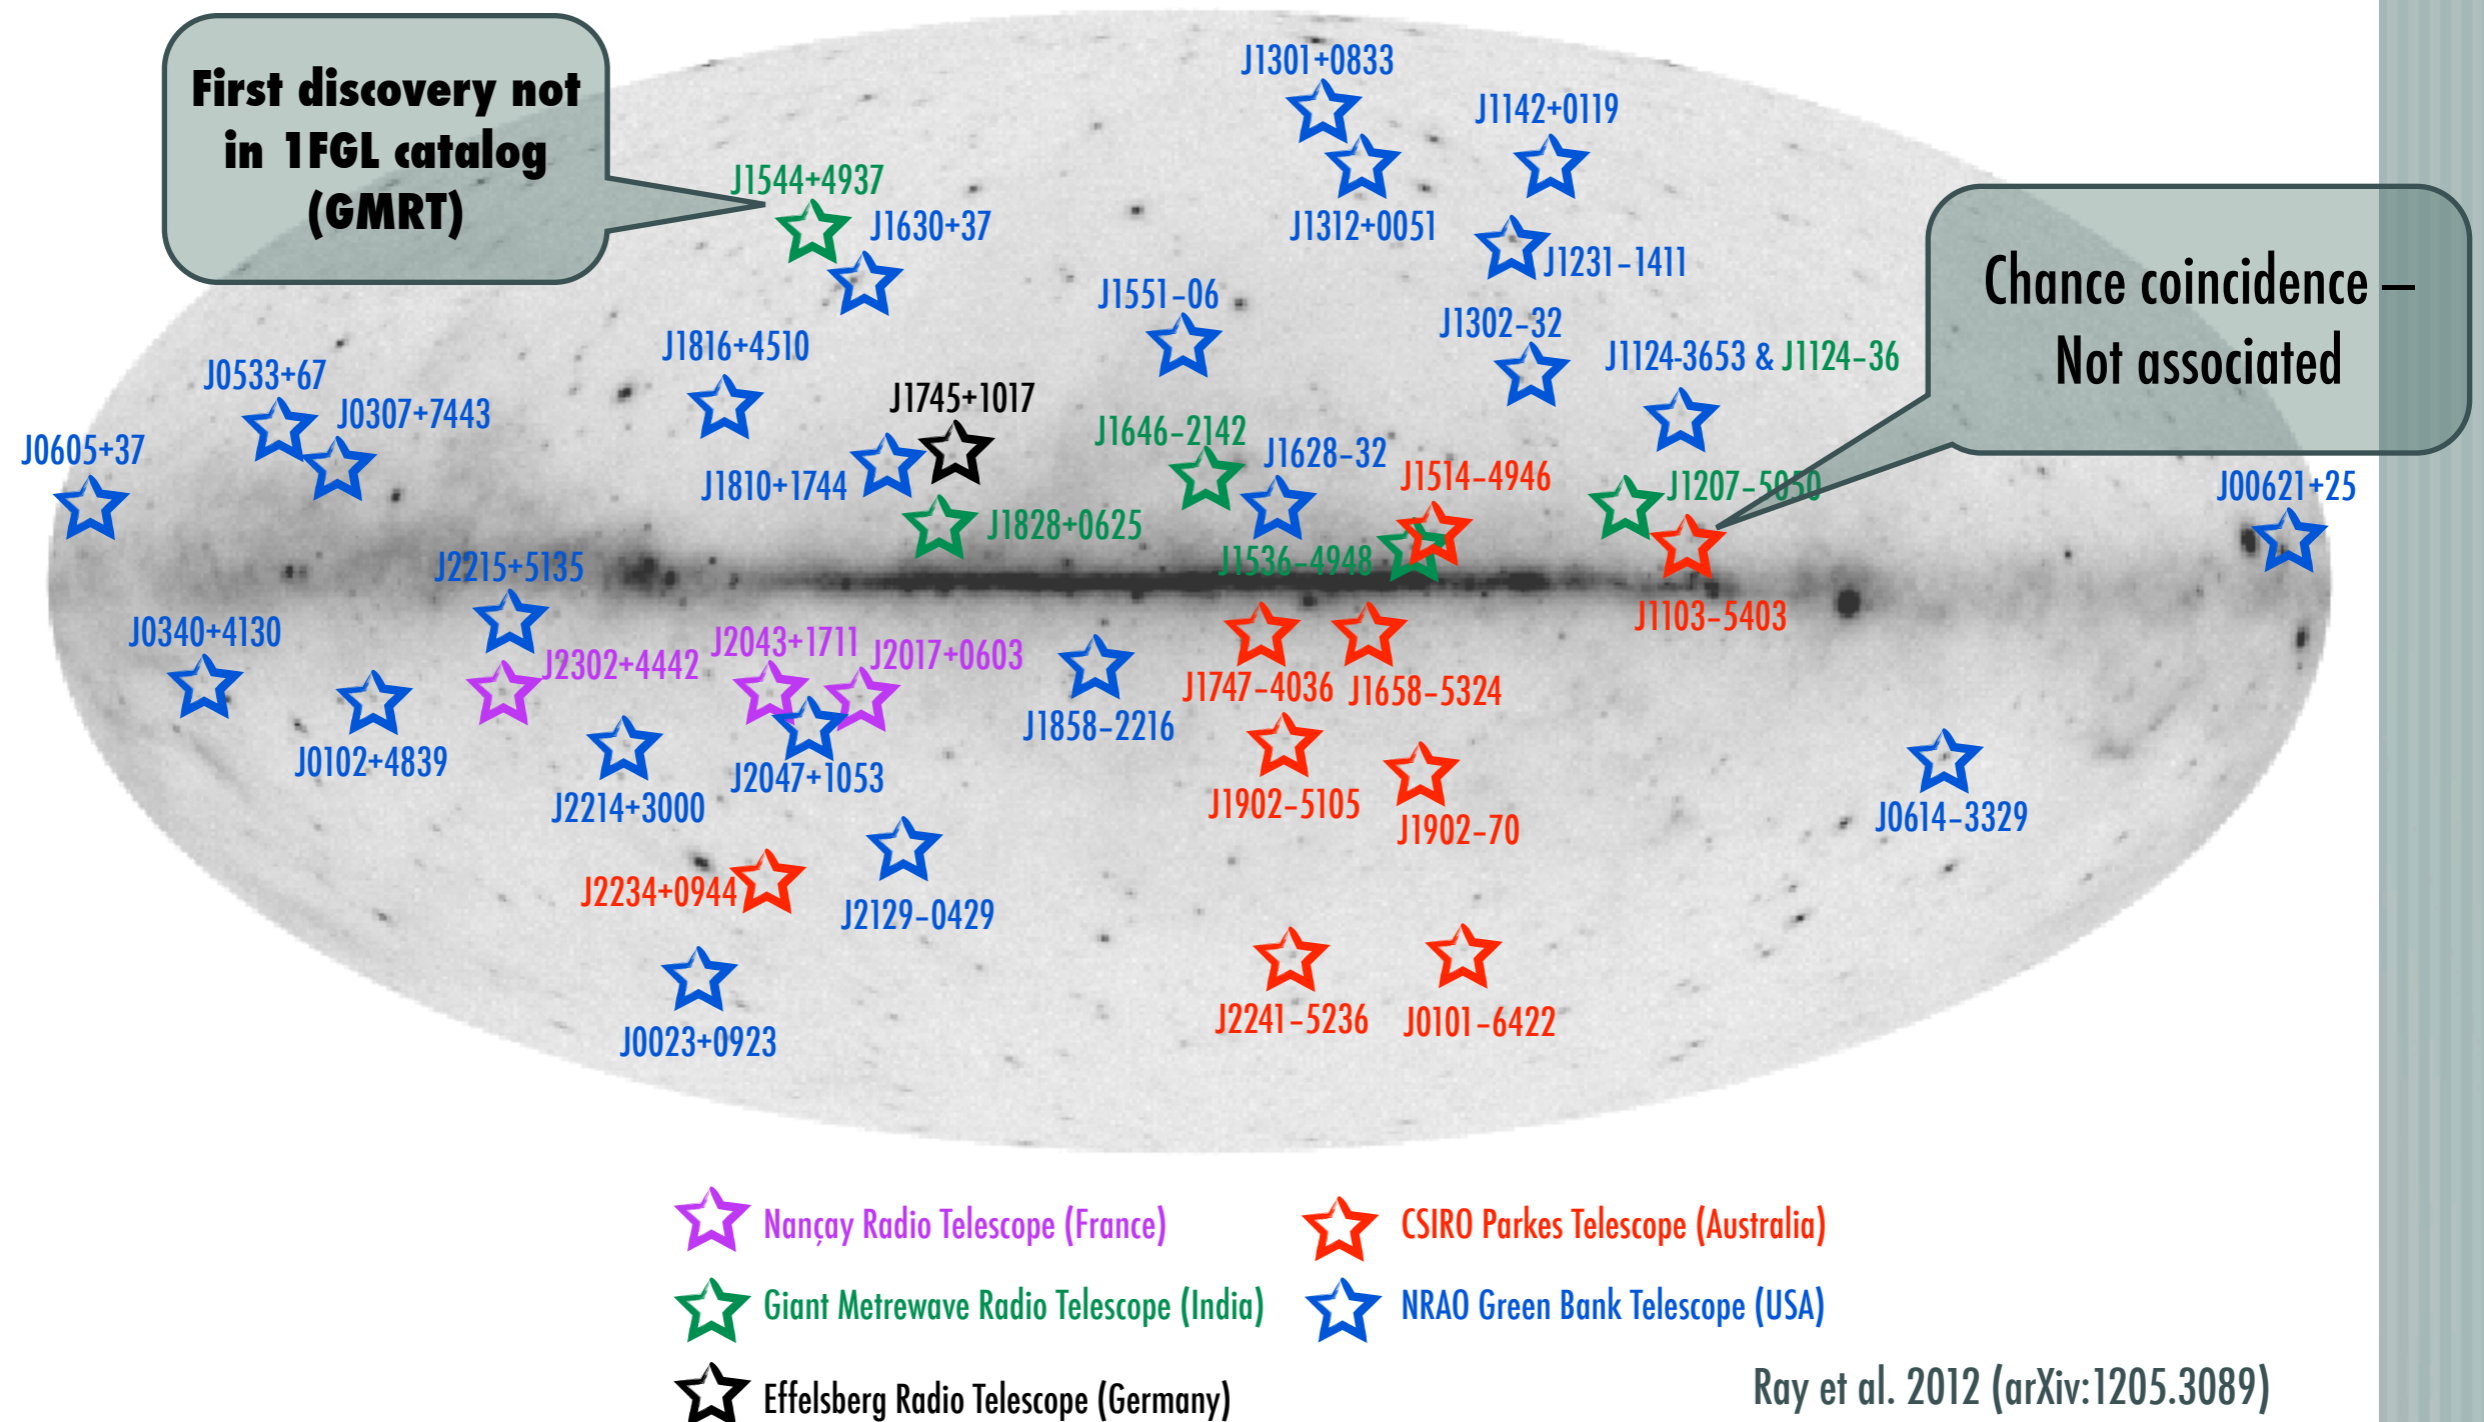 First discovery not
in 1FGL catalog
(GMRT)
J1301+0833
J1142+0119
J1544+4937
J1630+37
J1312+0051
J1231-1411
Chance coincidence –
Not associated
J1551-06
J1302-32
J1816+4510
J1124-3653 & J1124-36
J0533+67
J0307+7443
J1745+1017
J0605+37
J1646-2142
J1628-32
J1514-4946
J1810+1744
J1207-5050
J00621+25
J1828+0625
J1536-4948
J2215+5135
J1103-5403
J0340+4130
J2302+4442
J2043+1711
J2017+0603
J1747-4036
J1658-5324
J1858-2216
J0102+4839
J2047+1053
J2214+3000
J1902-5105
J1902-70
J0614-3329
J2234+0944
J2129-0429
J2241-5236
J0101-6422
J0023+0923
Nançay Radio Telescope (France)
CSIRO Parkes Telescope (Australia)
Giant Metrewave Radio Telescope (India)
NRAO Green Bank Telescope (USA)
Effelsberg Radio Telescope (Germany)
Ray et al. 2012 (arXiv:1205.3089)